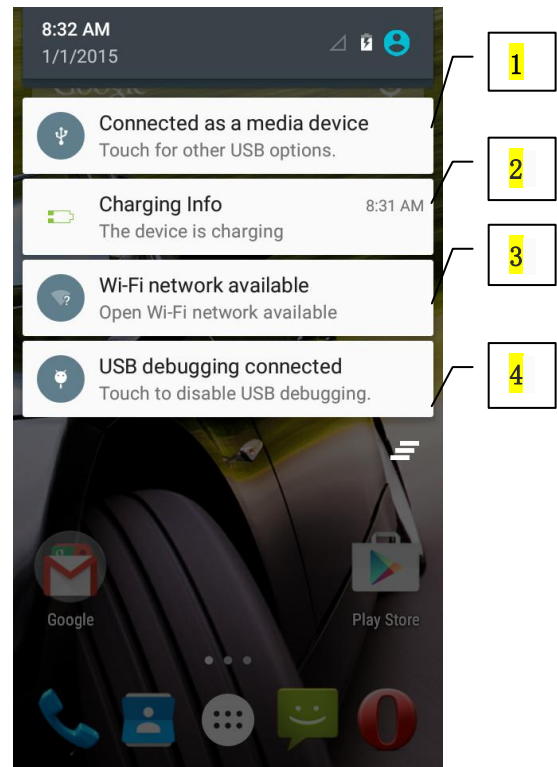 8:32 AM
1/1/2015
Google
Connected as a media device
Touch for other USB options.
1
Charging Info
8:31 AM
The device is charging
2
Wi-Fi network available
Open Wi-Fi network available
3
USB debugging connected
Touch to disable USB debugging.
4
Google
Play Store